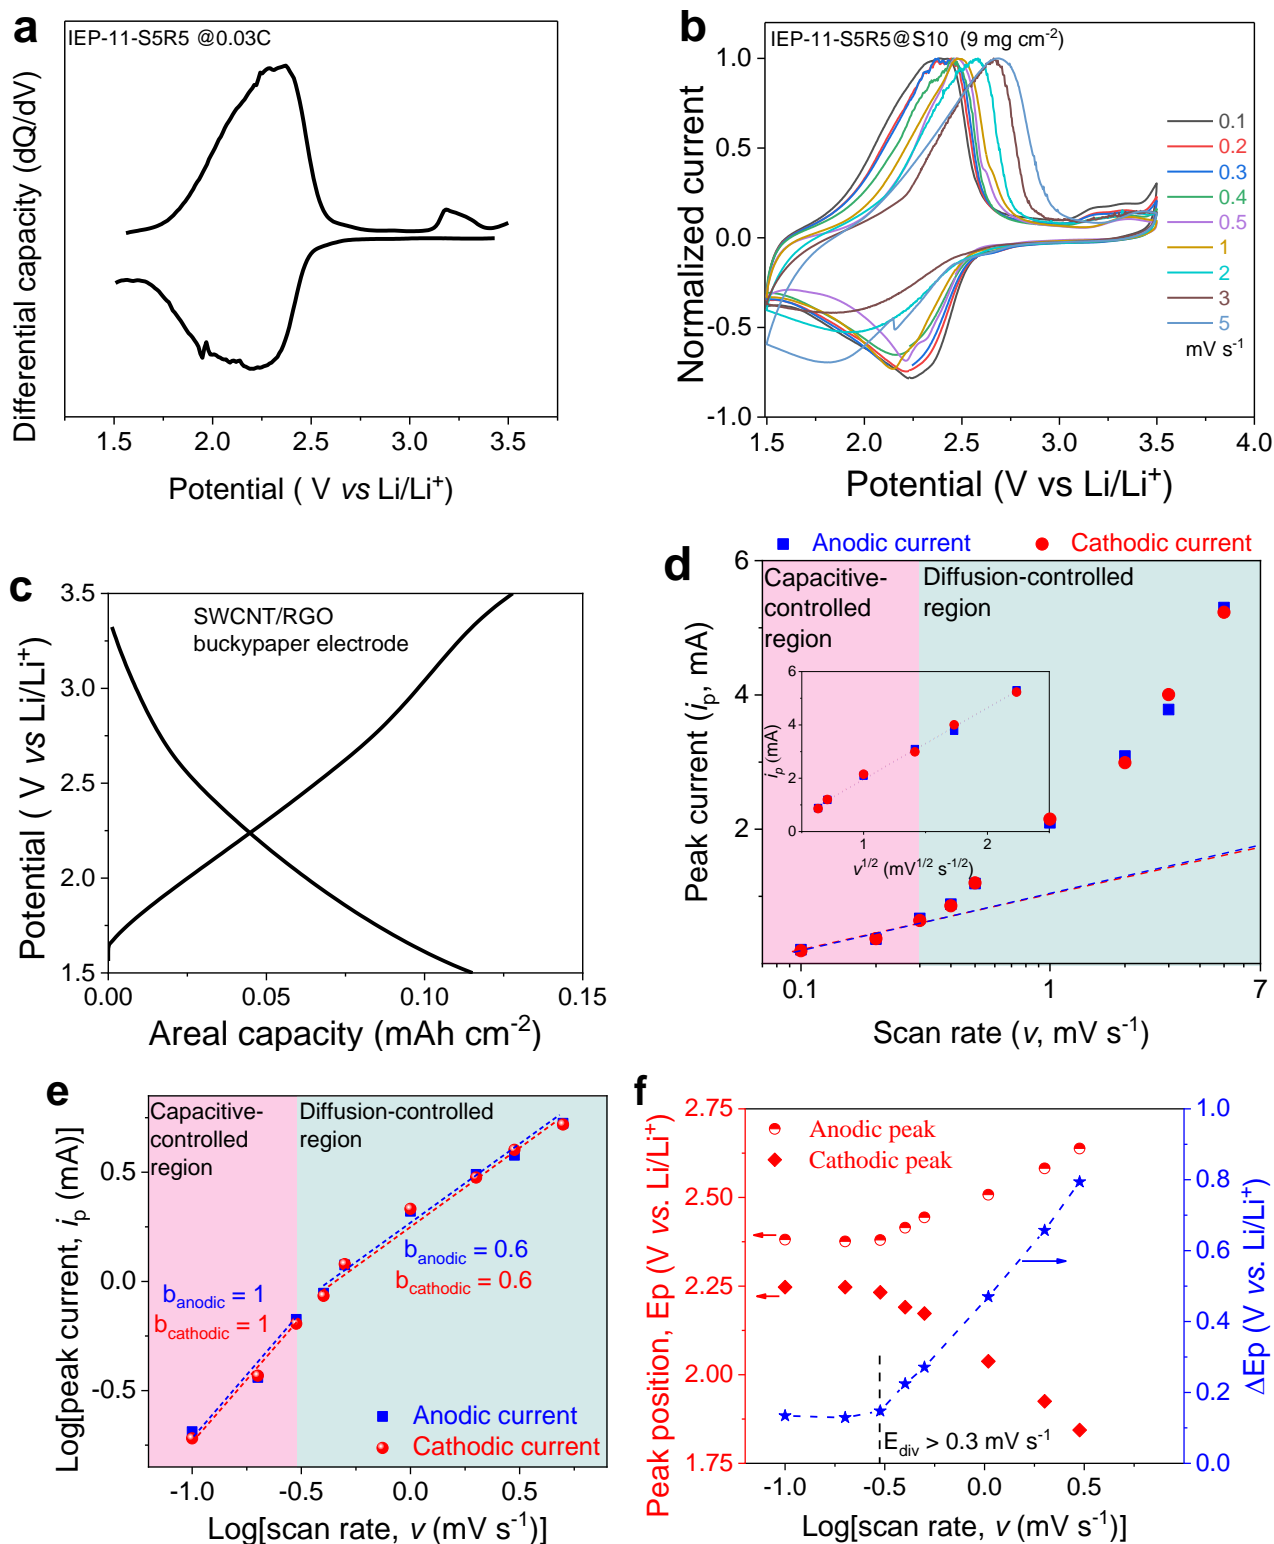 a
IEP-11-S5R5 @0.03C
Differential capacity (dQ/dV)
1.5
2.0
2.5
3.0
3.5
Potential ( V vs Li/Li⁺)
b
IEP-11-S5R5@S10 (9 mg cm⁻²)
Normalized current
1.0
0.5
0.0
-0.5
-1.0
1.5
2.0
2.5
3.0
3.5
4.0
Potential (V vs Li/Li⁺)
0.1
0.2
0.3
0.4
0.5
1
2
3
5
mV s⁻¹
c
SWCNT/RGO
buckypaper electrode
Potential ( V vs Li/Li⁺)
3.5
3.0
2.5
2.0
1.5
0.00
0.05
0.10
0.15
Areal capacity (mAh cm⁻²)
d
Anodic current
Cathodic current
Capacitive-
controlled
region
Diffusion-controlled
region
Peak current (iₚ, mA)
6
4
2
0.1
1
7
Scan rate (v, mV s⁻¹)
iₚ (mA)
6
4
2
0
1
2
v¹ᐟ² (mV¹ᐟ² s⁻¹ᐟ²)
e
Capacitive-
controlled
region
Diffusion-controlled
region
Log[peak current, iₚ (mA)]
0.5
0.0
-0.5
b_anodic = 1
b_cathodic = 1
b_anodic = 0.6
b_cathodic = 0.6
Anodic current
Cathodic current
-1.0
-0.5
0.0
0.5
Log[scan rate, v (mV s⁻¹)]
f
Anodic peak
Cathodic peak
Peak position, Ep (V vs. Li/Li⁺)
2.75
2.50
2.25
2.00
1.75
E_div > 0.3 mV s⁻¹
-1.0
-0.5
0.0
0.5
1.0
Log[scan rate, v (mV s⁻¹)]
1.0
0.8
0.6
0.4
0.2
0.0
ΔEp (V vs. Li/Li⁺)